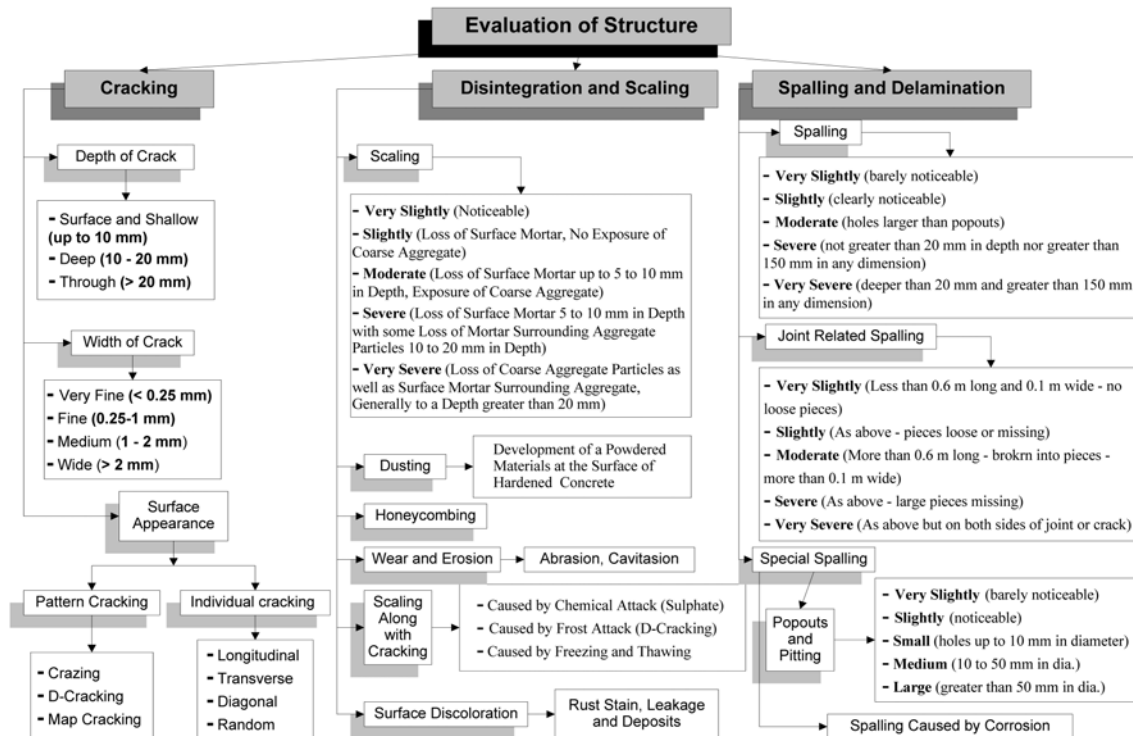 Evaluation of Structure
Cracking
Depth of Crack
- Surface and Shallow
(up to 10 mm)
- Deep (10 - 20 mm)
- Through (> 20 mm)
Width of Crack
- Very Fine (< 0.25 mm)
- Fine (0.25-1 mm)
- Medium (1 - 2 mm)
- Wide (> 2 mm)
Surface
Appearance
Pattern Cracking
- Crazing
- D-Cracking
- Map Cracking
Individual cracking
- Longitudinal
- Transverse
- Diagonal
- Random
Disintegration and Scaling
Scaling
- Very Slightly (Noticeable)
- Slightly (Loss of Surface Mortar, No Exposure of
Coarse Aggregate)
- Moderate (Loss of Surface Mortar up to 5 to 10 mm
in Depth, Exposure of Coarse Aggregate)
- Severe (Loss of Surface Mortar 5 to 10 mm in Depth
with some Loss of Mortar Surrounding Aggregate
Particles 10 to 20 mm in Depth)
- Very Severe (Loss of Coarse Aggregate Particles as
well as Surface Mortar Surrounding Aggregate,
Generally to a Depth greater than 20 mm)
Dusting
Development of a Powdered
Materials at the Surface of
Hardened Concrete
Honeycombing
Wear and Erosion
Abrasion, Cavitasion
Scaling
Along with
Cracking
- Caused by Chemical Attack (Sulphate)
- Caused by Frost Attack (D-Cracking)
- Caused by Freezing and Thawing
Surface Discoloration
Rust Stain, Leakage
and Deposits
Spalling and Delamination
Spalling
- Very Slightly (barely noticeable)
- Slightly (clearly noticeable)
- Moderate (holes larger than popouts)
- Severe (not greater than 20 mm in depth nor greater than
150 mm in any dimension)
- Very Severe (deeper than 20 mm and greater than 150 mm
in any dimension)
Joint Related Spalling
- Very Slightly (Less than 0.6 m long and 0.1 m wide - no
loose pieces)
- Slightly (As above - pieces loose or missing)
- Moderate (More than 0.6 m long - brokrn into pieces -
more than 0.1 m wide)
- Severe (As above - large pieces missing)
- Very Severe (As above but on both sides of joint or crack)
Special Spalling
Popouts
and
Pitting
- Very Slightly (barely noticeable)
- Slightly (noticeable)
- Small (holes up to 10 mm in diameter)
- Medium (10 to 50 mm in dia.)
- Large (greater than 50 mm in dia.)
Spalling Caused by Corrosion